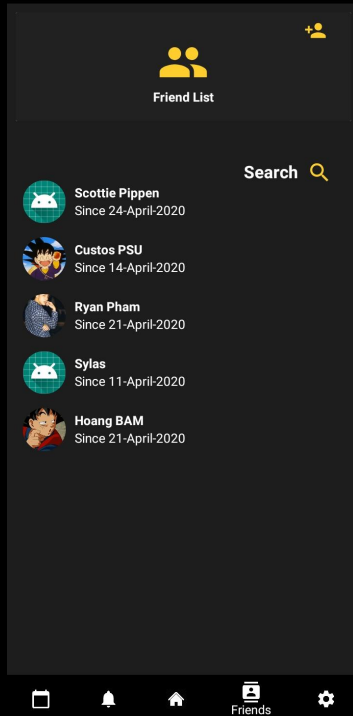 Friend List
Search
Scottie Pippen
Since 24-April-2020
Custos PSU
Since 14-April-2020
Ryan Pham
Since 21-April-2020
Sylas
Since 11-April-2020
Hoang BAM
Since 21-April-2020
Friends